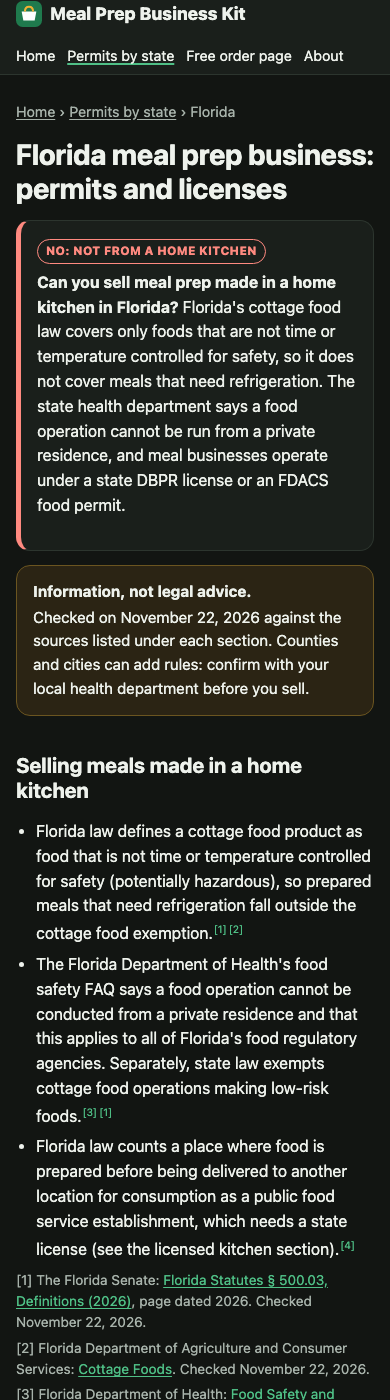 Meal Prep Business Kit
Home Permits by state Free order page About
Home › Permits by state › Florida
Florida meal prep business:
permits and licenses
NO: NOT FROM A HOME KITCHEN
Can you sell meal prep made in a home
kitchen in Florida? Florida's cottage food
law covers only foods that are not time or
temperature controlled for safety, so it does
not cover meals that need refrigeration. The
state health department says a food
operation cannot be run from a private
residence, and meal businesses operate
under a state DBPR license or an FDACS
food permit.
Information, not legal advice.
Checked on November 22, 2026 against the
sources listed under each section. Counties
and cities can add rules: confirm with your
local health department before you sell.
Selling meals made in a home
kitchen
• Florida law defines a cottage food product as
food that is not time or temperature controlled
for safety (potentially hazardous), so prepared
meals that need refrigeration fall outside the
cottage food exemption.[1] [2]
• The Florida Department of Health's food
safety FAQ says a food operation cannot be
conducted from a private residence and that
this applies to all of Florida's food regulatory
agencies. Separately, state law exempts
cottage food operations making low-risk
foods.[3] [1]
• Florida law counts a place where food is
prepared before being delivered to another
location for consumption as a public food
service establishment, which needs a state
license (see the licensed kitchen section).[4]
[1] The Florida Senate: Florida Statutes § 500.03,
Definitions (2026), page dated 2026. Checked
November 22, 2026.
[2] Florida Department of Agriculture and Consumer
Services: Cottage Foods. Checked November 22, 2026.
[3] Florida Department of Health: Food Safety and